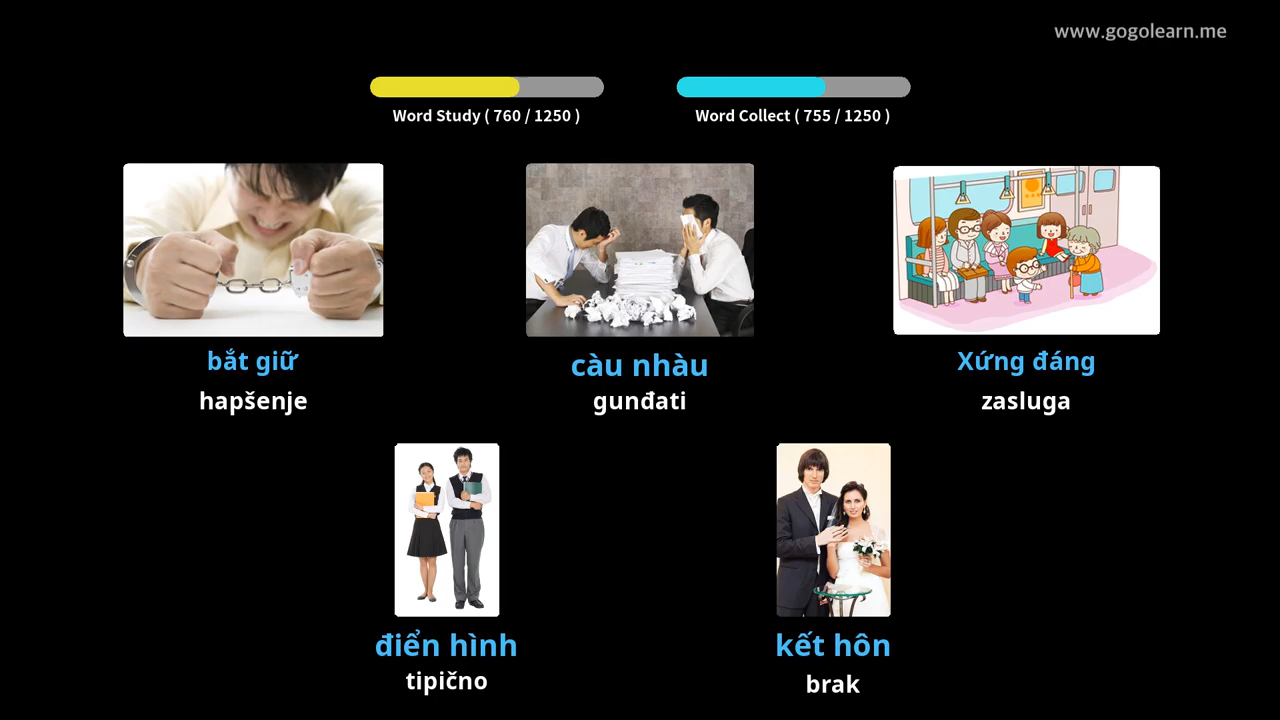 www.gogolearn.me
Word Study ( 760 / 1250 )
Word Collect ( 755 / 1250 )
bắt giữ
hapšenje
càu nhàu
gunđati
Xứng đáng
zasluga
điển hình
tipično
kết hôn
brak